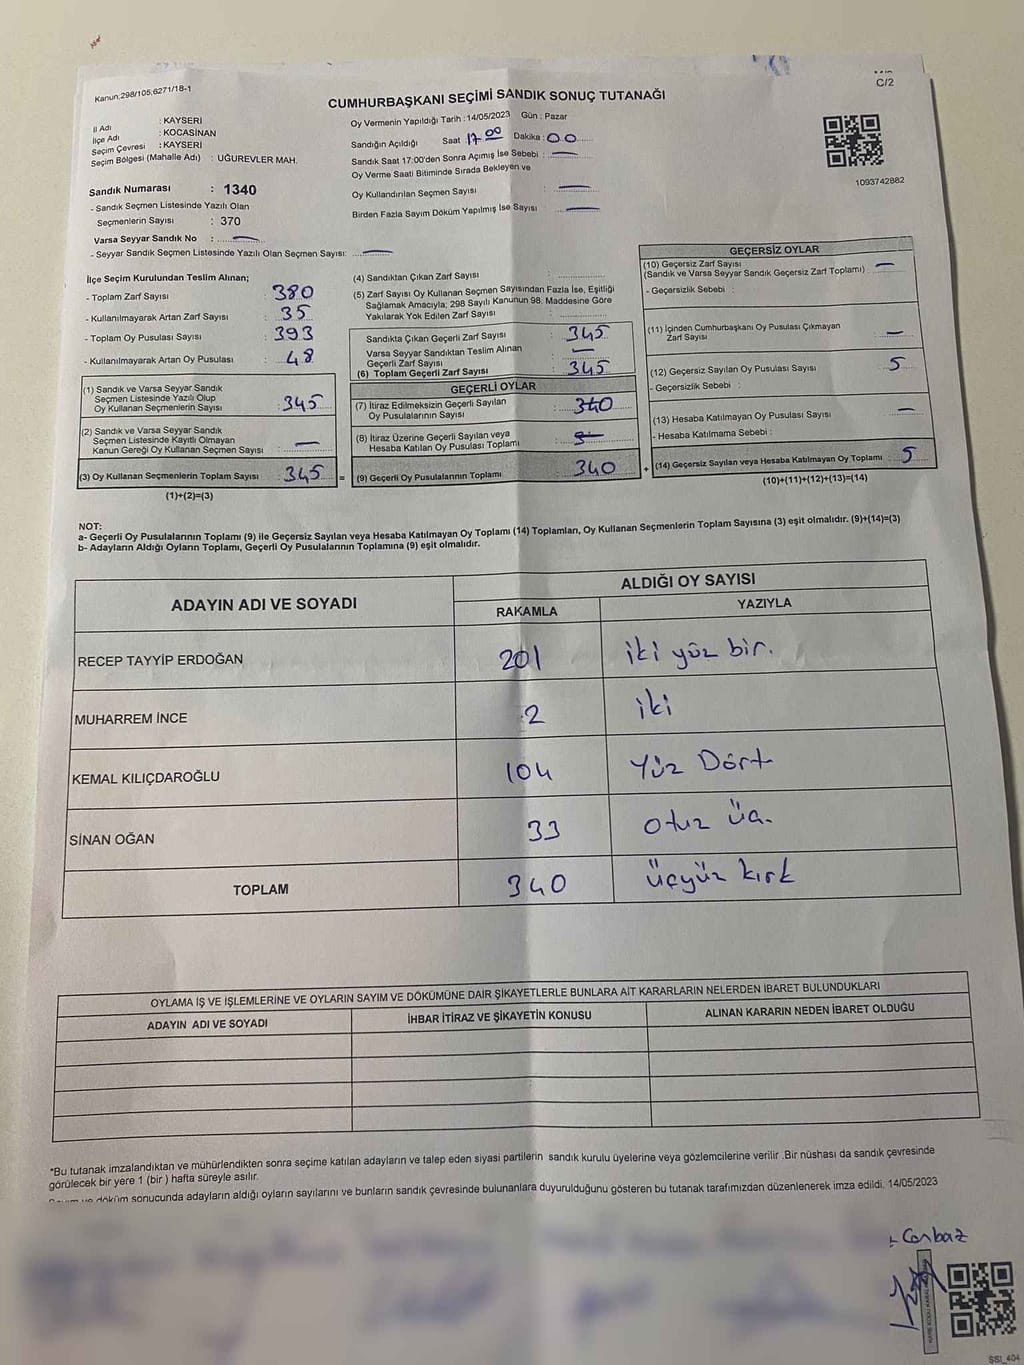 C/2
Kanun:298/105,6271/18-1
CUMHURBAŞKANI SEÇİMİ SANDIK SONUÇ TUTANAĞI
İl Adı : KAYSERİ
İlçe Adı : KOCASİNAN
Seçim Çevresi : KAYSERİ
Seçim Bölgesi (Mahalle Adı) : UĞUREVLER MAH.
Sandık Numarası : 1340
- Sandık Seçmen Listesinde Yazılı Olan
Seçmenlerin Sayısı : 370
Varsa Seyyar Sandık No : —
- Seyyar Sandık Seçmen Listesinde Yazılı Olan Seçmen Sayısı: —
Oy Vermenin Yapıldığı Tarih : 14/05/2023 Gün : Pazar
Sandığın Açıldığı Saat : 17 00 Dakika : 00
Sandık Saat 17:00'den Sonra Açımış İse Sebebi : —
Oy Verme Saati Bitiminde Sırada Bekleyen ve
Oy Kullandırılan Seçmen Sayısı : —
Birden Fazla Sayım Döküm Yapılmış İse Sayısı : —
1093742882
İlçe Seçim Kurulundan Teslim Alınan;
- Toplam Zarf Sayısı : 380
- Kullanılmayarak Artan Zarf Sayısı : 35
- Toplam Oy Pusulası Sayısı : 393
- Kullanılmayarak Artan Oy Pusulası : 48
(1) Sandık ve Varsa Seyyar Sandık
Seçmen Listesinde Yazılı Olup
Oy Kullanan Seçmenlerin Sayısı : 345
(2) Sandık ve Varsa Seyyar Sandık
Seçmen Listesinde Kayıtlı Olmayan
Kanun Gereği Oy Kullanan Seçmen Sayısı : —
(3) Oy Kullanan Seçmenlerin Toplam Sayısı : 345 =
(1)+(2)=(3)
(4) Sandıktan Çıkan Zarf Sayısı :
(5) Zarf Sayısı Oy Kullanan Seçmen Sayısından Fazla İse, Eşitliği
Sağlamak Amacıyla; 298 Sayılı Kanunun 98. Maddesine Göre
Yakılarak Yok Edilen Zarf Sayısı :
Sandıkta Çıkan Geçerli Zarf Sayısı : 345
Varsa Seyyar Sandıktan Teslim Alınan
Geçerli Zarf Sayısı : —
(6) Toplam Geçerli Zarf Sayısı : 345
GEÇERLİ OYLAR
(7) İtiraz Edilmeksizin Geçerli Sayılan
Oy Pusulalarının Sayısı : 340
(8) İtiraz Üzerine Geçerli Sayılan veya
Hesaba Katılan Oy Pusulası Toplamı :
(9) Geçerli Oy Pusulalarının Toplamı : 340 +
GEÇERSİZ OYLAR
(10) Geçersiz Zarf Sayısı
(Sandık ve Varsa Seyyar Sandık Geçersiz Zarf Toplamı) : —
- Geçersizlik Sebebi :
(11) İçinden Cumhurbaşkanı Oy Pusulası Çıkmayan
Zarf Sayısı : —
(12) Geçersiz Sayılan Oy Pusulası Sayısı : 5
- Geçersizlik Sebebi :
(13) Hesaba Katılmayan Oy Pusulası Sayısı : —
- Hesaba Katılmama Sebebi :
(14) Geçersiz Sayılan veya Hesaba Katılmayan Oy Toplamı : 5
(10)+(11)+(12)+(13)=(14)
NOT:
a- Geçerli Oy Pusulalarının Toplamı (9) ile Geçersiz Sayılan veya Hesaba Katılmayan Oy Toplamı (14) Toplamları, Oy Kullanan Seçmenlerin Toplam Sayısına (3) eşit olmalıdır. (9)+(14)=(3)
b- Adayların Aldığı Oyların Toplamı, Geçerli Oy Pusulalarının Toplamına (9) eşit olmalıdır.
ADAYIN ADI VE SOYADI ALDIĞI OY SAYISI
RAKAMLA YAZIYLA
RECEP TAYYİP ERDOĞAN 201 iki yüz bir.
MUHARREM İNCE 2 iki
KEMAL KILIÇDAROĞLU 104 Yüz Dört
SİNAN OĞAN 33 otuz üç.
TOPLAM 340 üçyüz kırk
OYLAMA İŞ VE İŞLEMLERİNE VE OYLARIN SAYIM VE DÖKÜMÜNE DAİR ŞİKAYETLERLE BUNLARA AİT KARARLARIN NELERDEN İBARET BULUNDUKLARI
ADAYIN ADI VE SOYADI İHBAR İTİRAZ VE ŞİKAYETİN KONUSU ALINAN KARARIN NEDEN İBARET OLDUĞU
*Bu tutanak imzalandıktan ve mühürlendikten sonra seçime katılan adayların ve talep eden siyasi partilerin sandık kurulu üyelerine veya gözlemcilerine verilir .Bir nüshası da sandık çevresinde
görülecek bir yere 1 (bir ) hafta süreyle asılır.
döküm sonucunda adayların aldığı oyların sayılarını ve bunların sandık çevresinde bulunanlara duyurulduğunu gösteren bu tutanak tarafımızdan düzenlenerek imza edildi. 14/05/2023
Canbaz
SSI_404